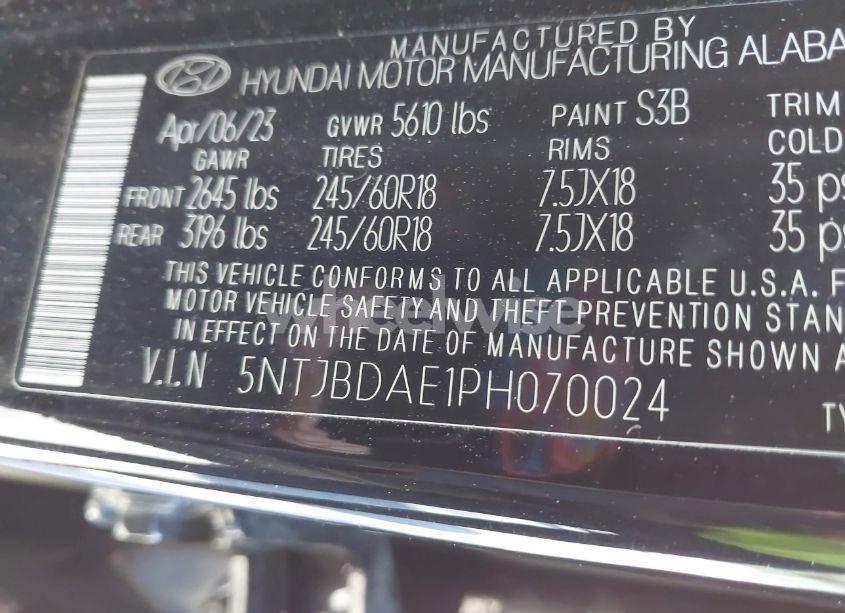 MANUFACTURED BY
HYUNDAI MOTOR MANUFACTURING ALABA
Apr/06/23 GVWR 5610 lbs PAINT S3B TRIM
GAWR TIRES RIMS COLD
FRONT 2645 lbs 245/60R18 7.5JX18 35 ps
REAR 3196 lbs 245/60R18 7.5JX18 35 ps
THIS VEHICLE CONFORMS TO ALL APPLICABLE U.S.A. F
MOTOR VEHICLE SAFETY AND THEFT PREVENTION STAN
wheelwise
IN EFFECT ON THE DATE OF MANUFACTURE SHOWN A
V.I.N 5NTJBDAE1PH070024
TY